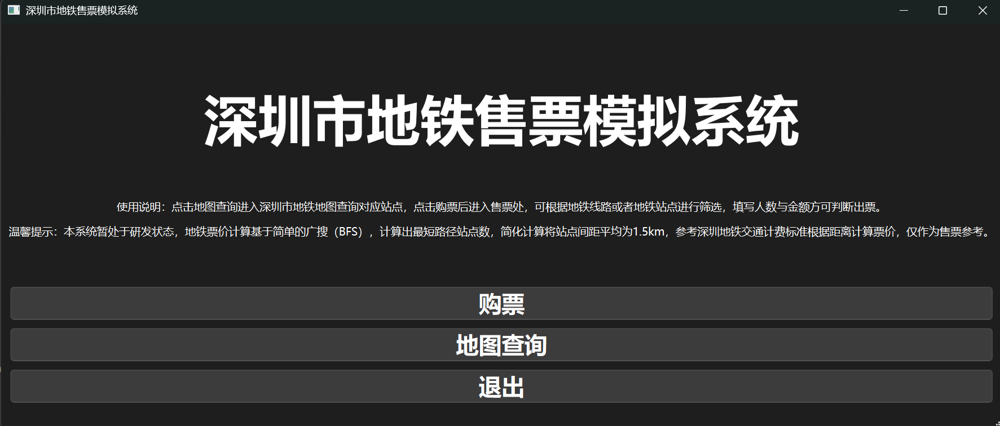 深圳市地铁售票模拟系统
深圳市地铁售票模拟系统
使用说明：点击地图查询进入深圳市地铁地图查询对应站点，点击购票后进入售票处，可根据地铁线路或者地铁站点进行筛选，填写人数与金额方可判断出票。
温馨提示：本系统暂处于研发状态，地铁票价计算基于简单的广搜（BFS），计算出最短路径站点数，简化计算将站点间距平均为1.5km，参考深圳地铁交通计费标准根据距离计算票价，仅作为售票参考。
购票
地图查询
退出